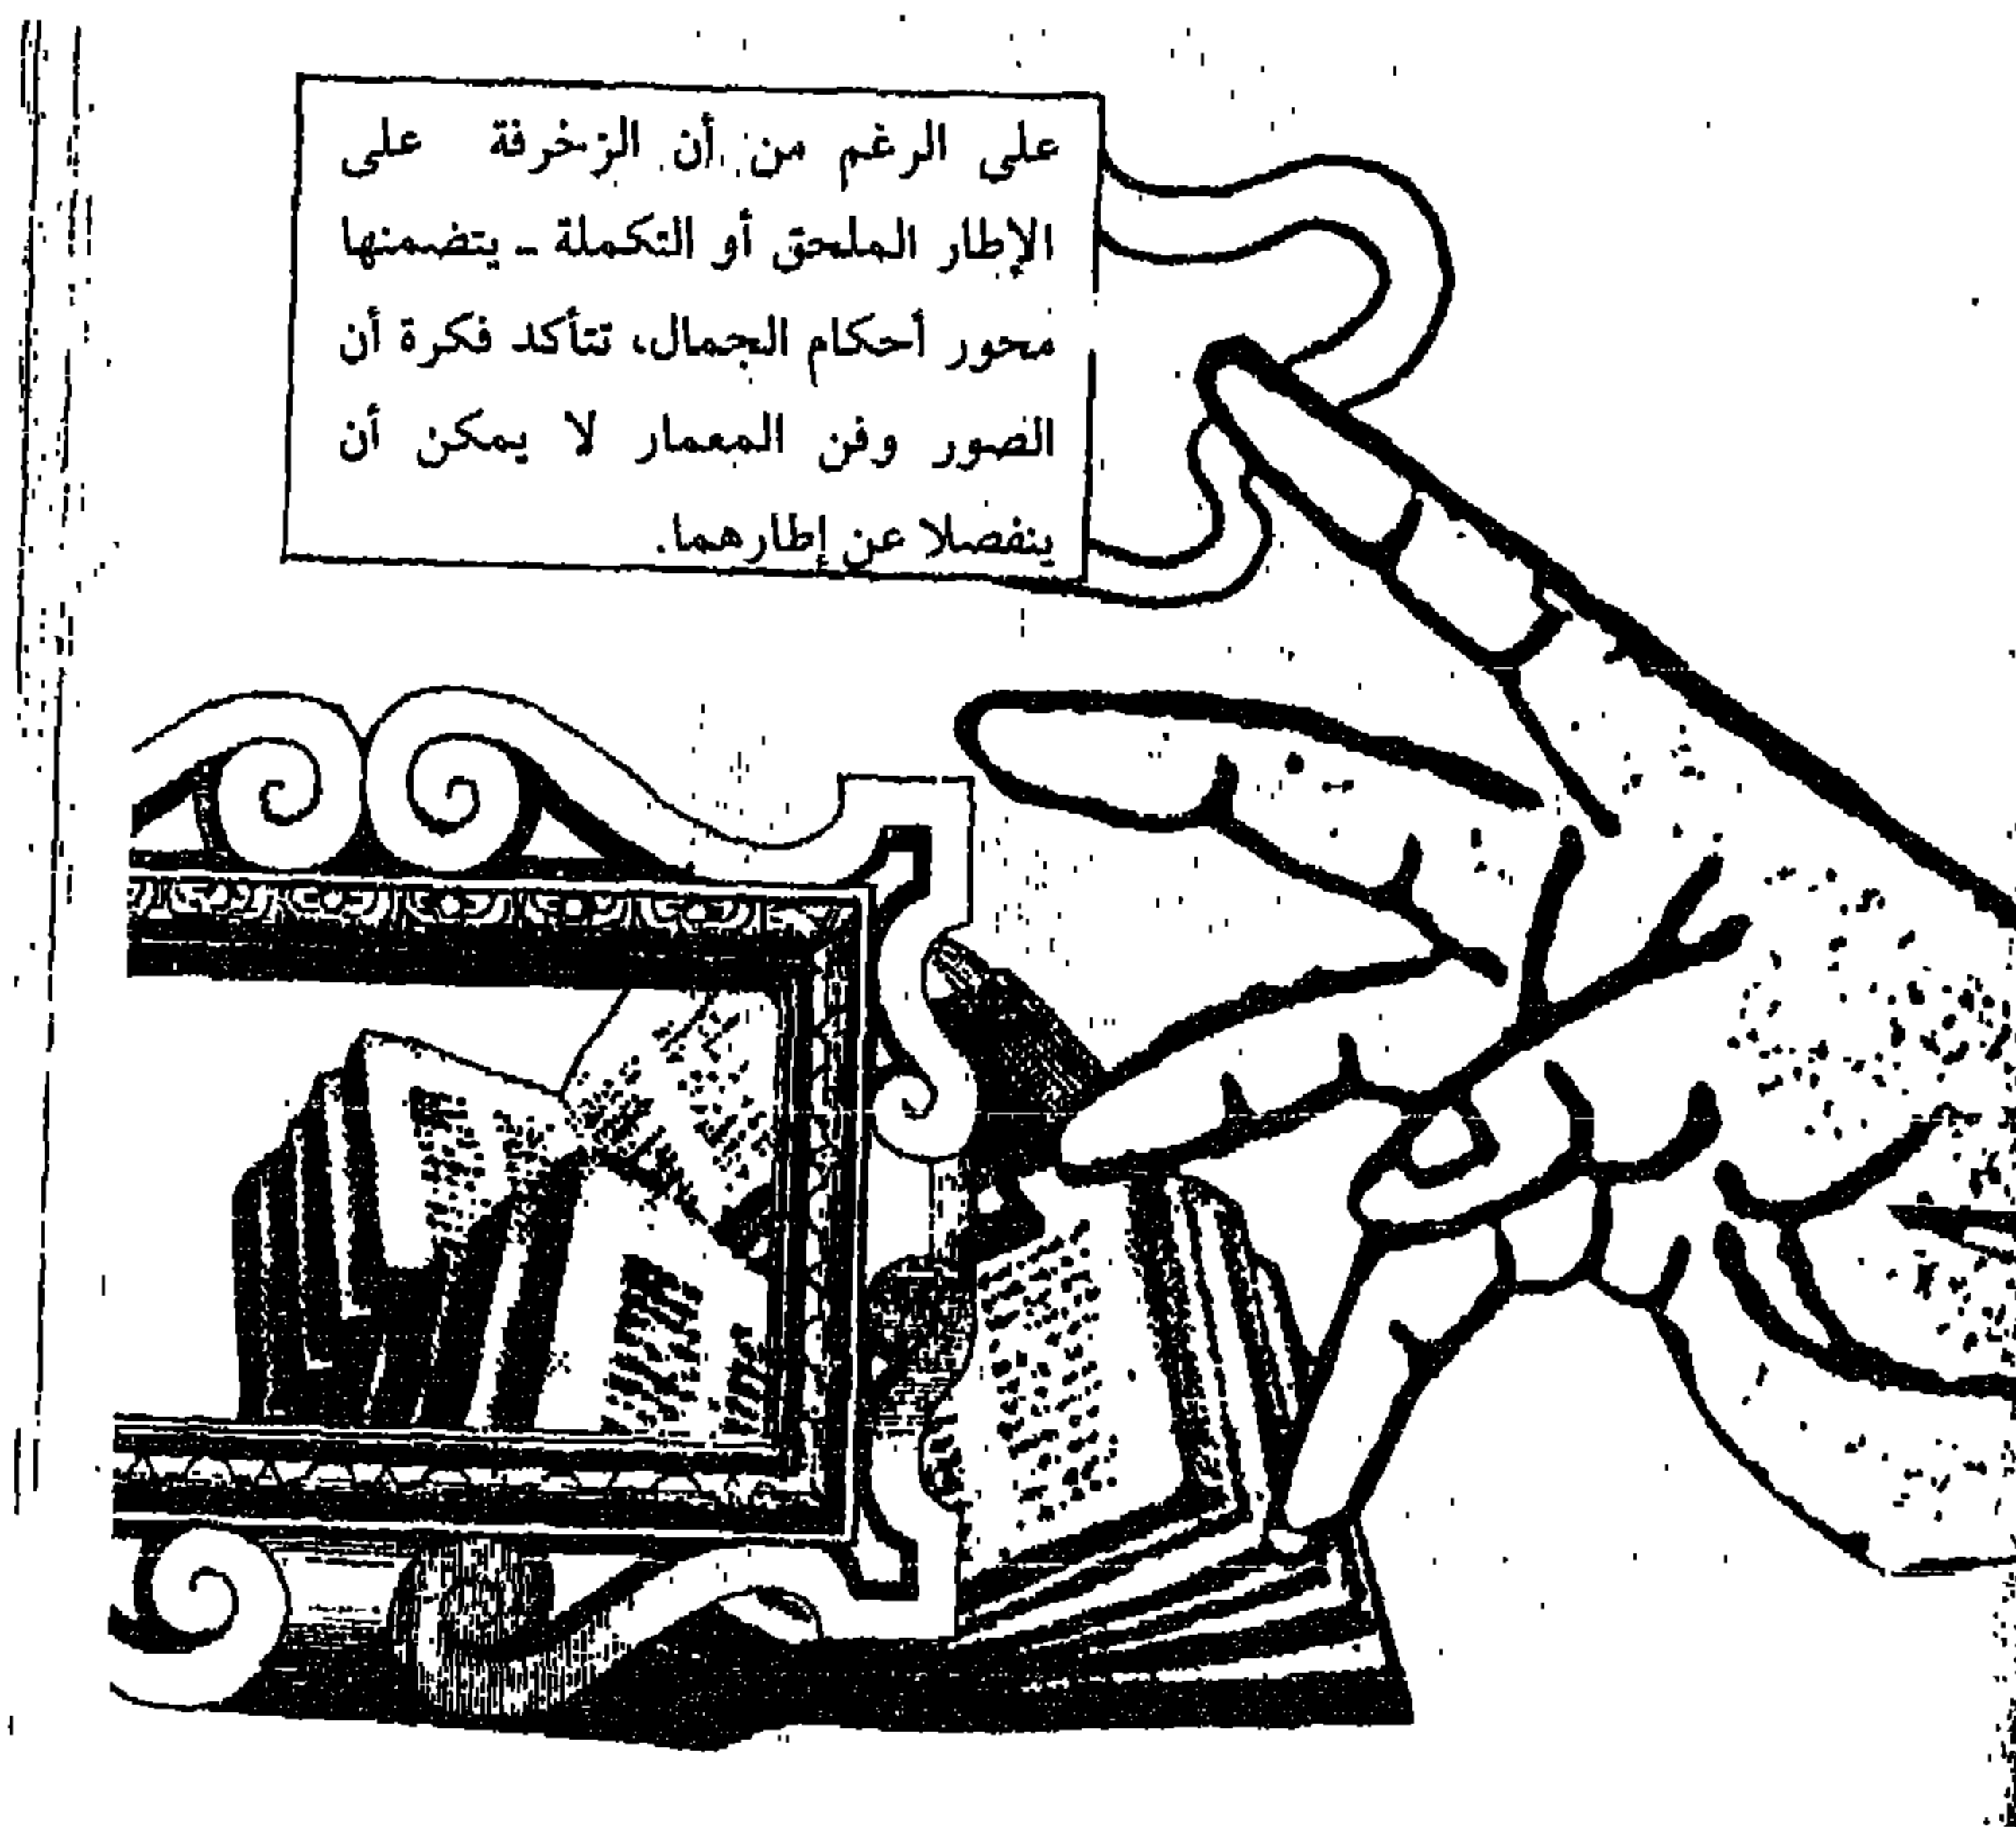 على الرغم من أن الزخرفة على
الإطار الملحق أو التكملة - يتضمنها
محور أحكام الجمال، تتأكد فكرة أن
الصور وفن المعمار لا يمكن أن
ينفصلا عن إطارهما.